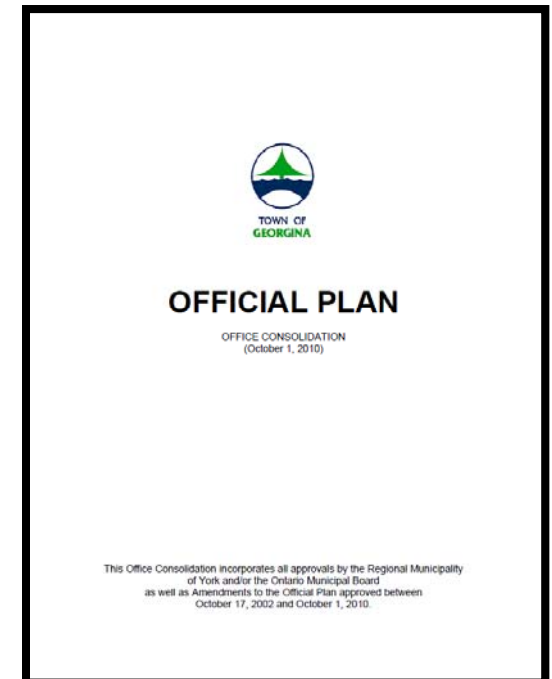 TOWN OF
GEORGINA
OFFICIAL PLAN
OFFICE CONSOLIDATION
(October 1, 2010)
This Office Consolidation incorporates all approvals by the Regional Municipality
of York and/or the Ontario Municipal Board
as well as Amendments to the Official Plan approved between
October 17, 2002 and October 1, 2010.